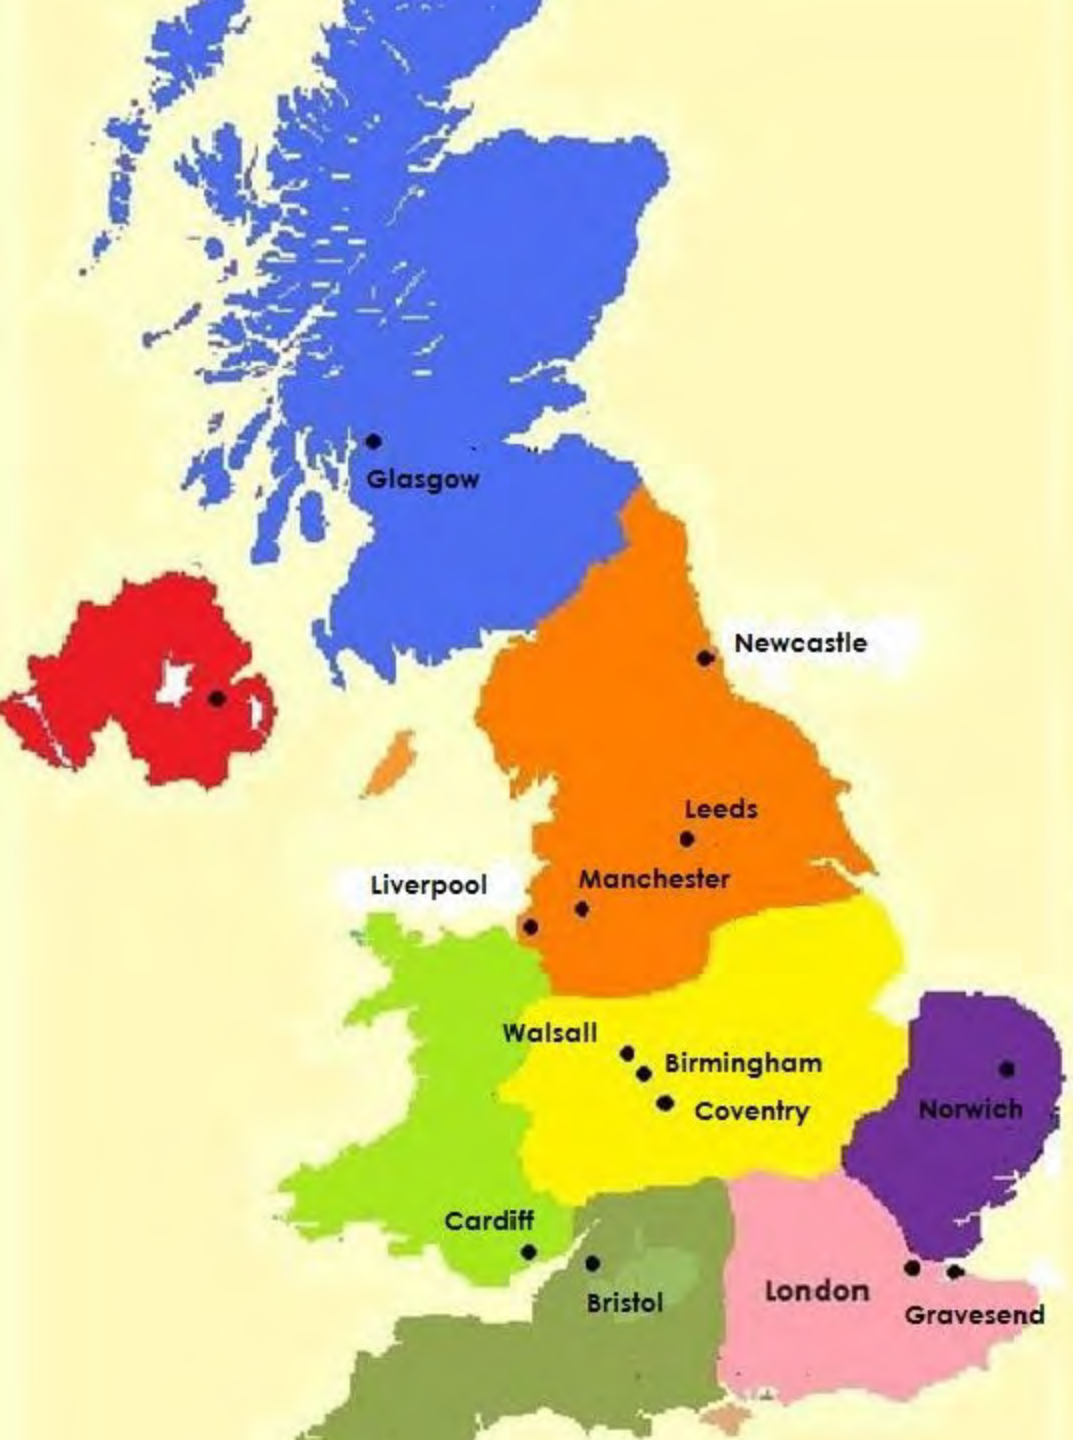 Glasgow
Newcastle
Leeds
Manchester
Liverpool
Walsall
Birmingham
Coventry
Norwich
Cardiff
Bristol
London
Gravesend